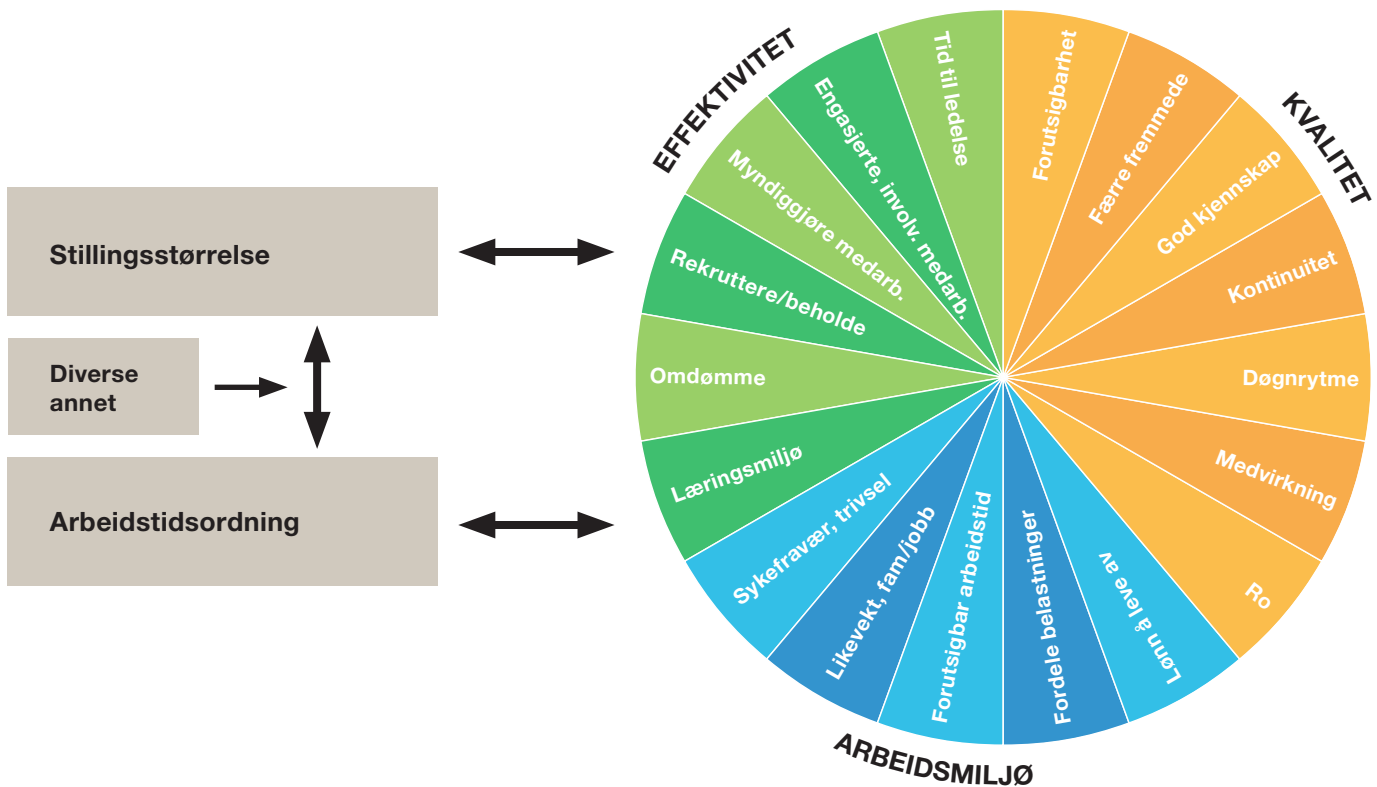 Stillingsstørrelse
Diverse
annet
Arbeidstidsordning
EFFEKTIVITET
KVALITET
ARBEIDSMILJØ
Forutsigbarhet
Færre fremmede
God kjennskap
Kontinuitet
Døgnrytme
Medvirkning
Ro
Lønn å leve av
Fordele belastninger
Forutsigbar arbeidstid
Likevekt, fam/jobb
Sykefravær, trivsel
Læringsmiljø
Omdømme
Rekruttere/beholde
Myndiggjøre medarb.
Engasjerte, involv. medarb.
Tid til ledelse